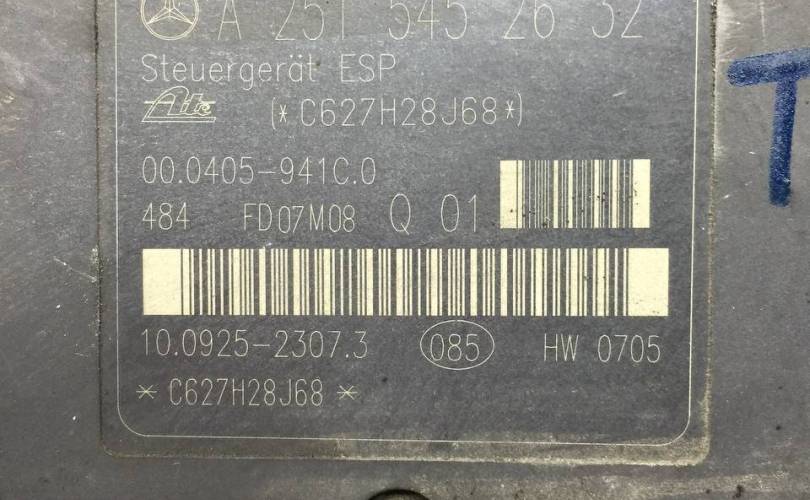 A 251 545 26 32
Steuergerät ESP
Ate (*C627H28J68*)
00.0405-941C.0
484 FD07M08 Q 01
10.0925-2307.3 085 HW 0705
* C627H28J68 *
T